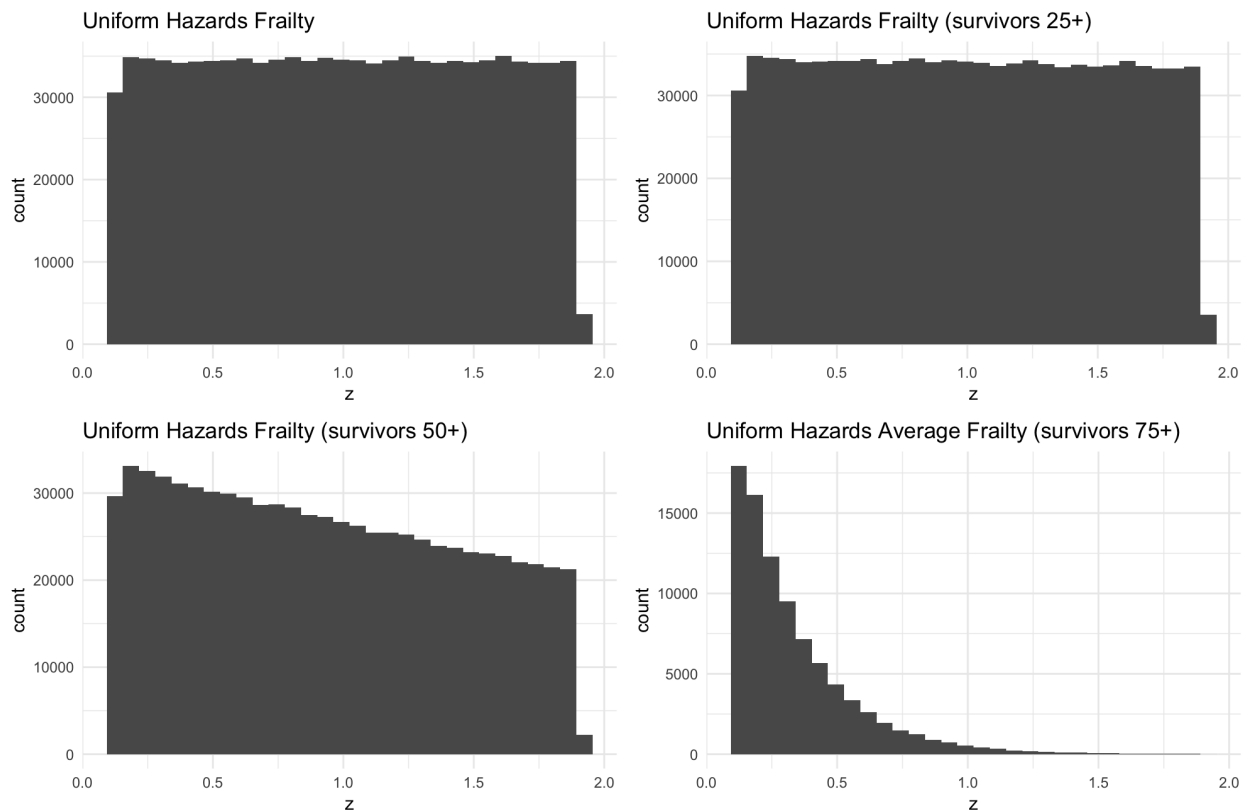 Uniform Hazards Frailty
30000
20000
10000
0
count
0.0 0.5 1.0 1.5 2.0
z
Uniform Hazards Frailty (survivors 25+)
30000
20000
10000
0
count
0.0 0.5 1.0 1.5 2.0
z
Uniform Hazards Frailty (survivors 50+)
30000
20000
10000
0
count
0.0 0.5 1.0 1.5 2.0
z
Uniform Hazards Average Frailty (survivors 75+)
15000
10000
5000
0
count
0.0 0.5 1.0 1.5 2.0
z